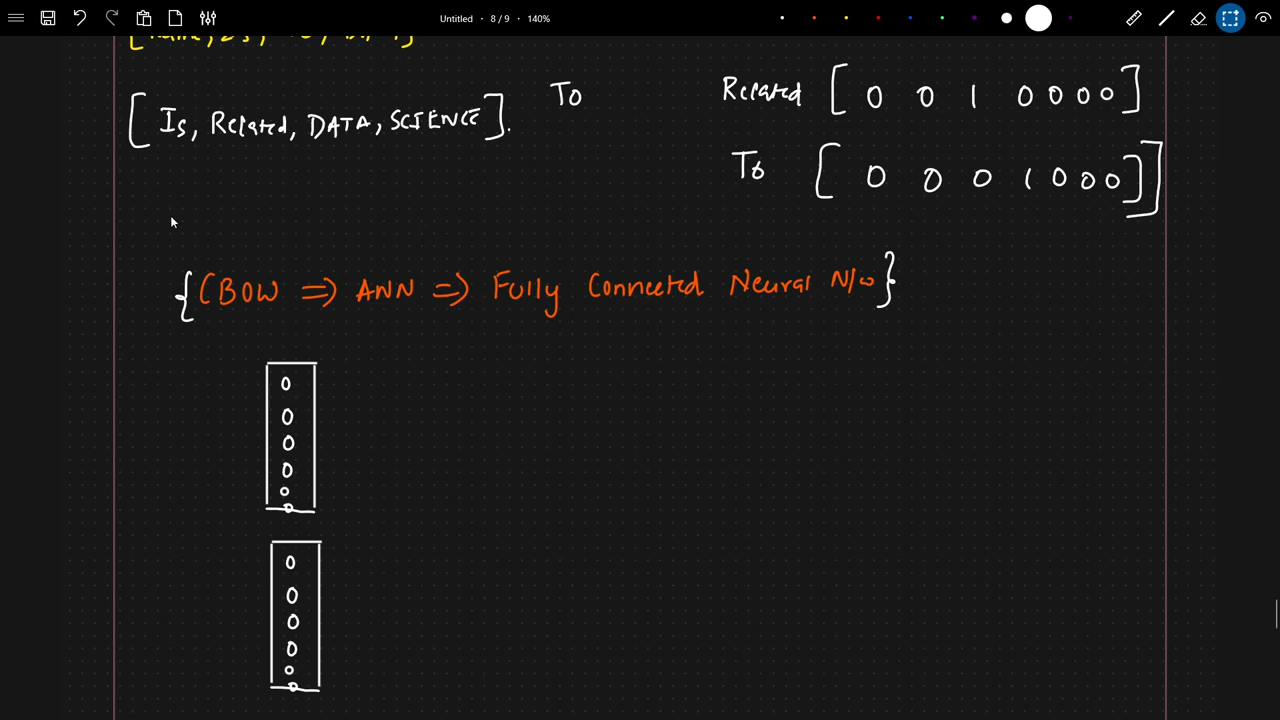 Untitled • 8 / 9 • 140%
[ Is, Related, DATA, SCIENCE ]. To
Related [ 0 0 1 0 0 0 0 ]
To [ 0 0 0 1 0 0 0 ] ]
{ (BOW => ANN => Fully Connected Neural N/w }
0
0
0
0
0
0
0
0
0
0
0
0